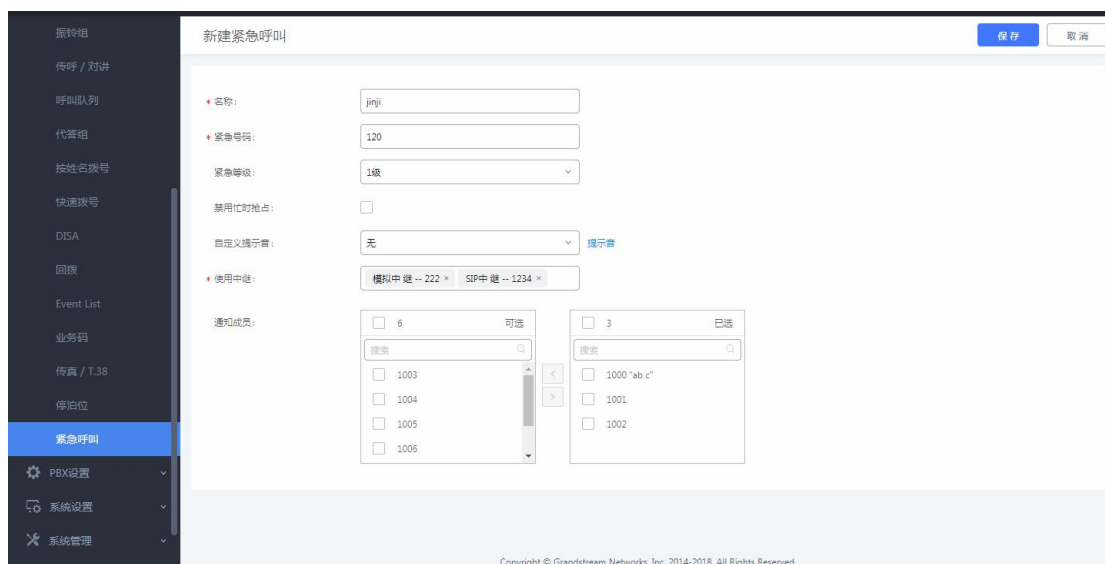 振铃组
传呼 / 对讲
呼叫队列
代答组
按姓名拨号
快速拨号
DISA
回拨
Event List
业务码
传真 / T.38
停泊位
紧急呼叫
PBX设置
系统设置
系统管理
新建紧急呼叫
保存
取消
* 名称:
jinji
* 紧急号码:
120
紧急等级:
1级
禁用忙时抢占:
自定义提示音:
无
提示音
* 使用中继:
模拟中 继 -- 222 ×
SIP中 继 -- 1234 ×
通知成员:
6 可选
搜索
1003
1004
1005
1006
3 已选
搜索
1000 "ab c"
1001
1002
Copyright © Grandstream Networks, Inc. 2014-2018. All Rights Reserved.